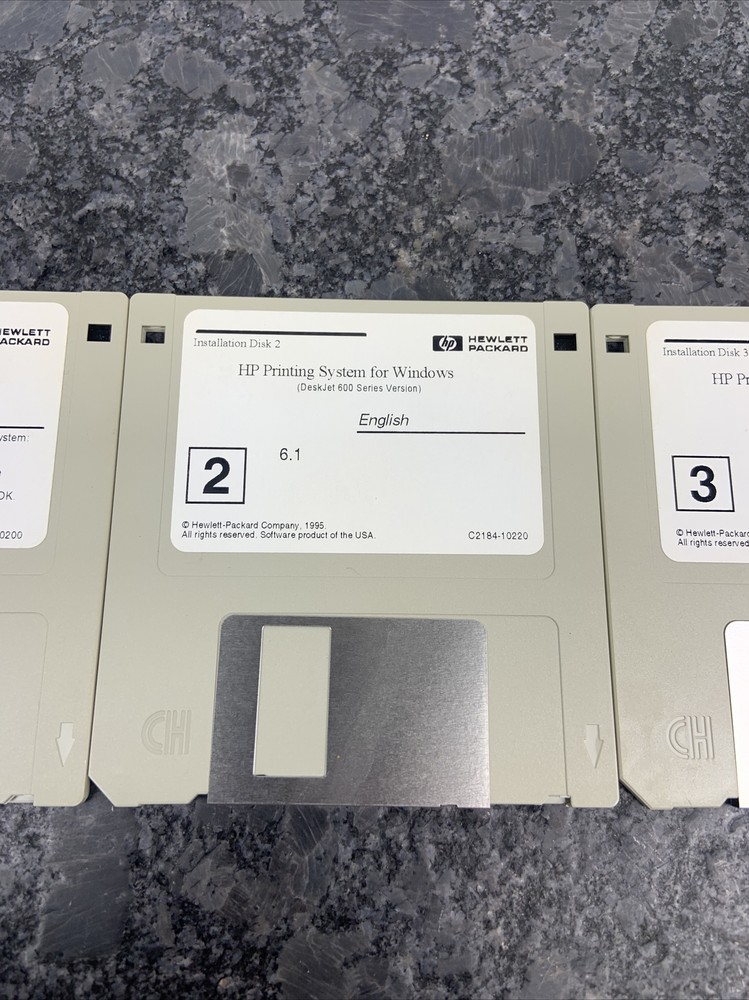 EWLETT
ACKARD
ystem:
OK.
0200
Installation Disk 2
hp HEWLETT
PACKARD
HP Printing System for Windows
(DeskJet 600 Series Version)
English
2
6.1
© Hewlett-Packard Company, 1995.
All rights reserved. Software product of the USA.
C2184-10220
CH
Installation Disk 3
HP Pr
3
© Hewlett-Packar
All rights reserved
CH